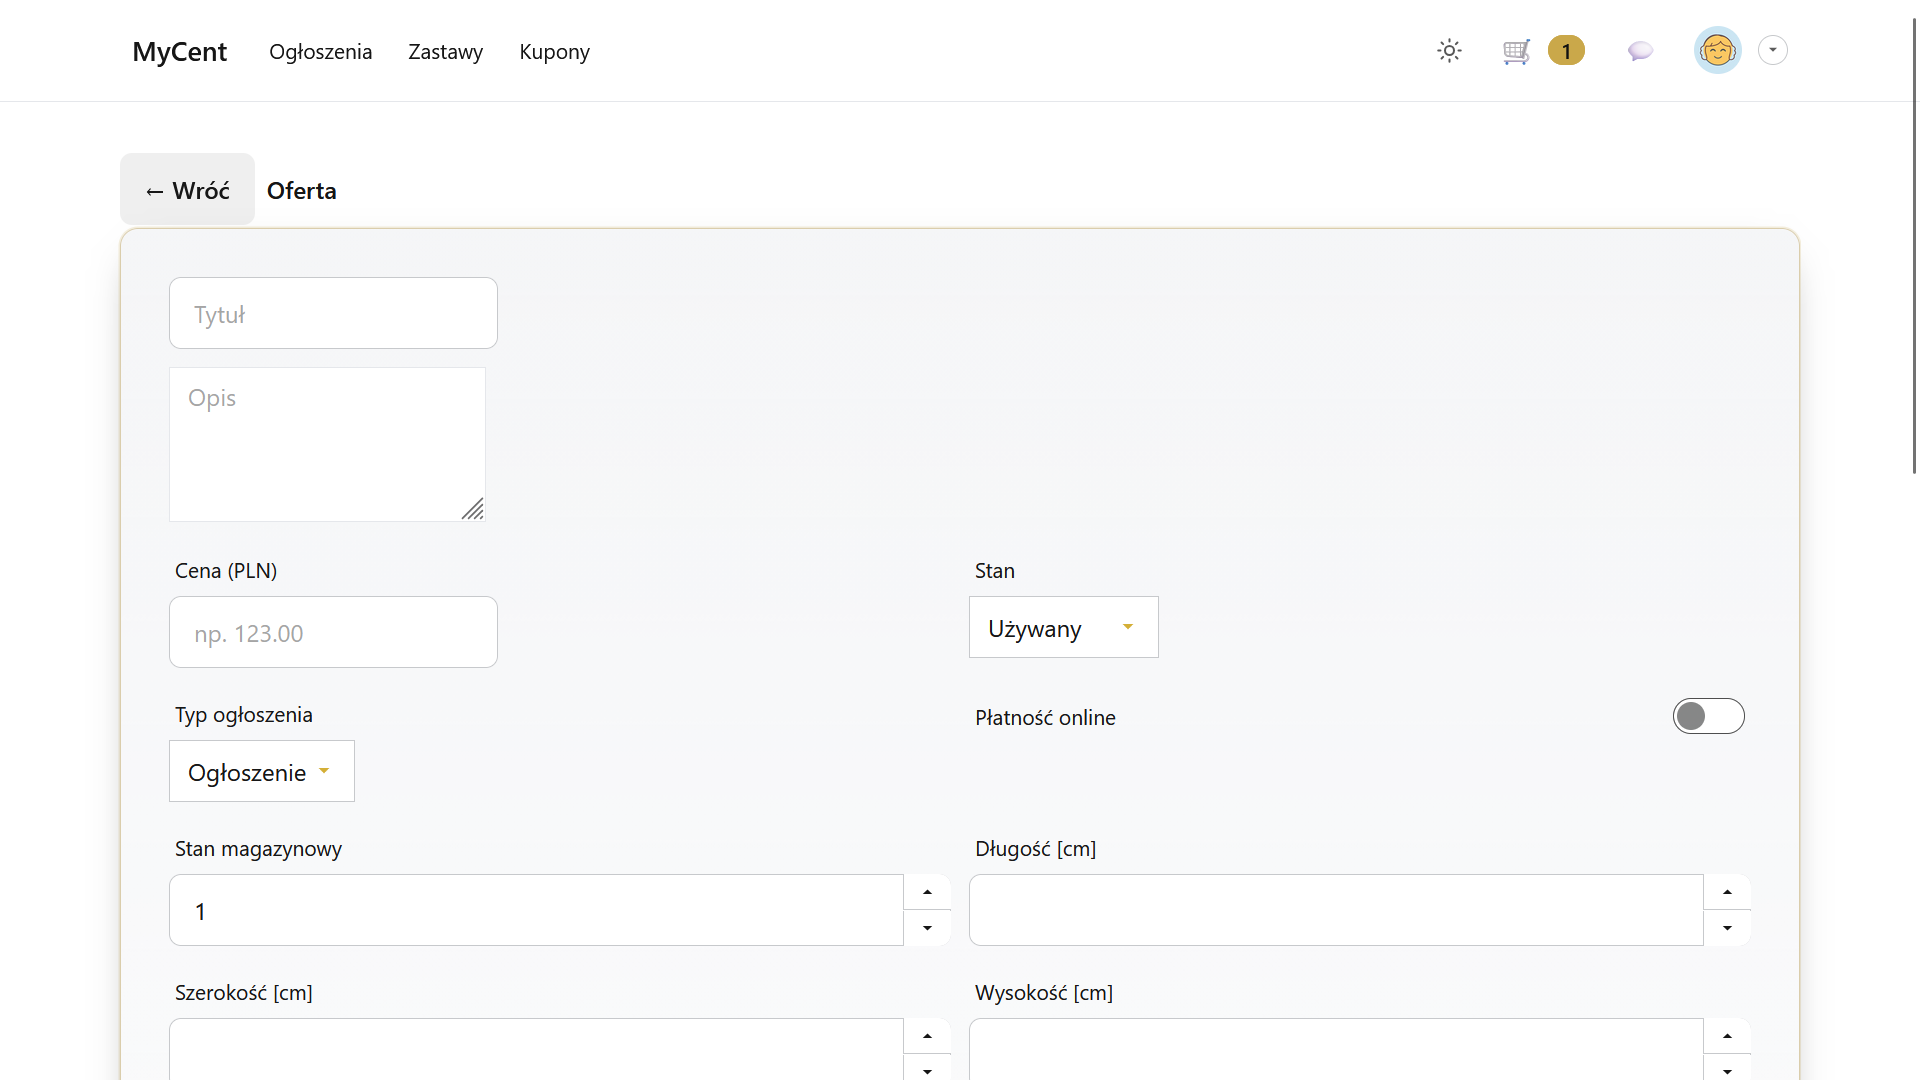 MyCent Ogłoszenia Zastawy Kupony 1
← Wróć Oferta
Tytuł
Opis
Cena (PLN) Stan
np. 123.00 Używany
Typ ogłoszenia Płatność online
Ogłoszenie
Stan magazynowy Długość [cm]
1
Szerokość [cm] Wysokość [cm]